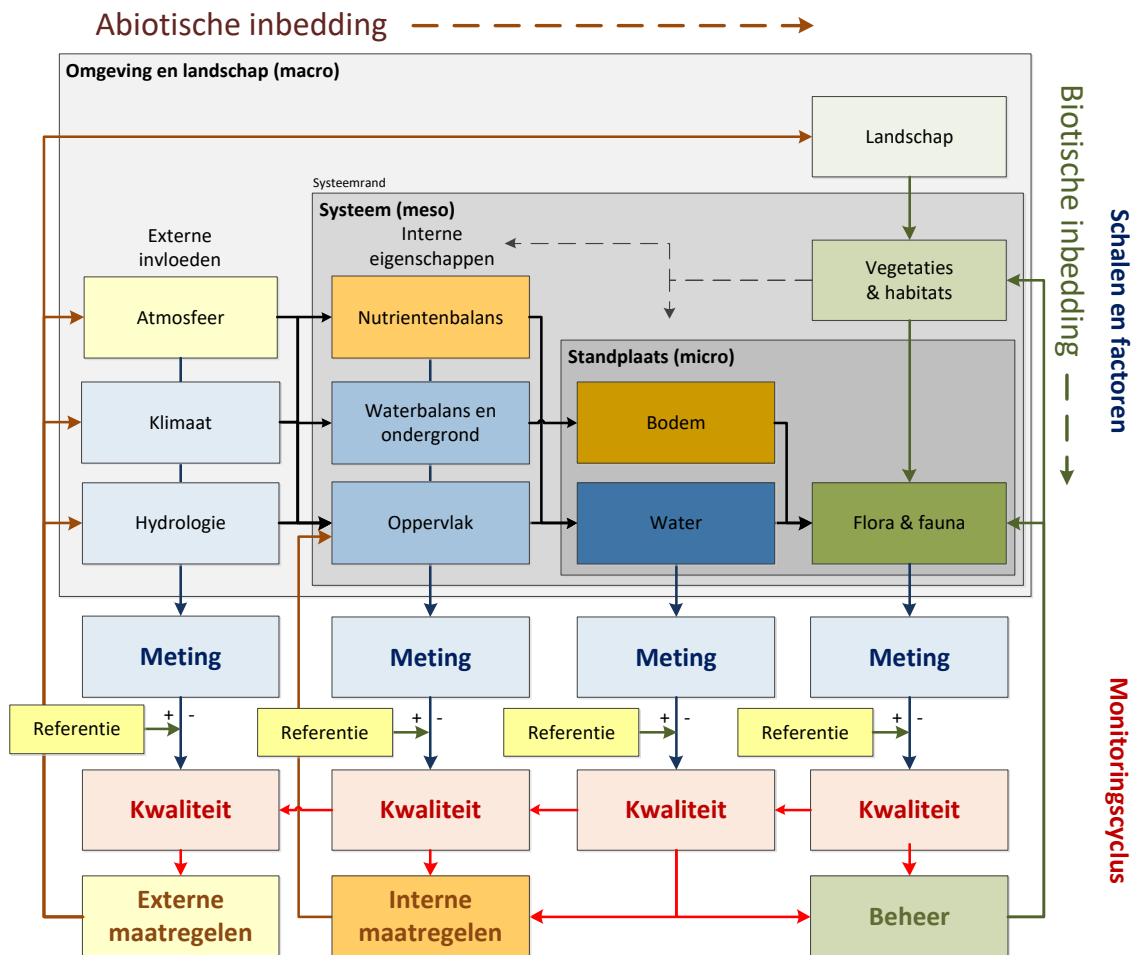 Abiotische inbedding
Omgeving en landschap (macro)
Landschap
Biotische inbedding
Schalen en factoren
Systeemrand
Systeem (meso)
Externe
invloeden
Interne
eigenschappen
Vegetaties
& habitats
Atmosfeer
Nutrientenbalans
Standplaats (micro)
Klimaat
Waterbalans en
ondergrond
Bodem
Hydrologie
Oppervlak
Water
Flora & fauna
Meting
Meting
Meting
Meting
Monitoringscyclus
Referentie
+ -
Referentie
+ -
Referentie
+ -
Referentie
+ -
Kwaliteit
Kwaliteit
Kwaliteit
Kwaliteit
Externe
maatregelen
Interne
maatregelen
Beheer